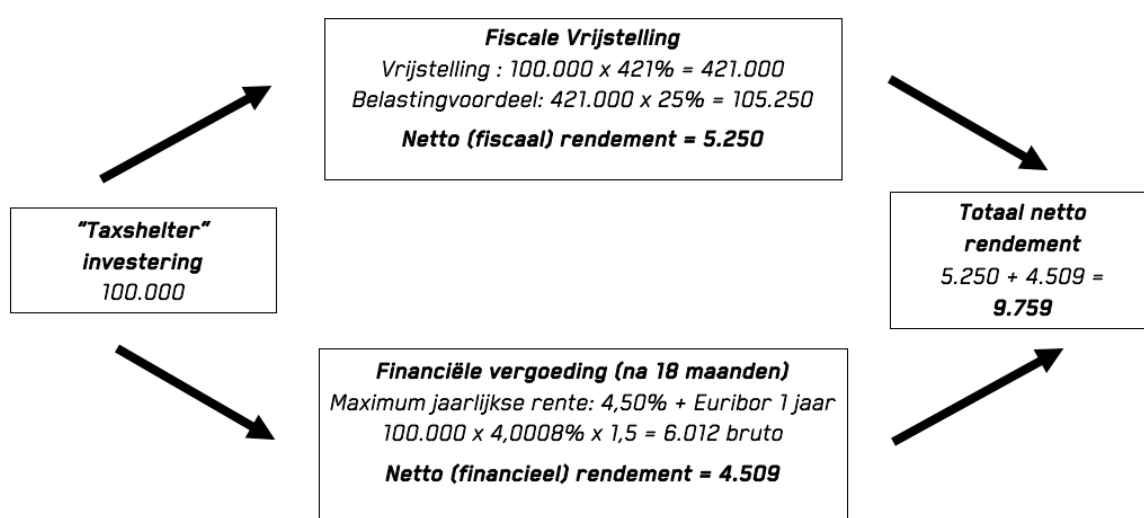 Fiscale Vrijstelling
Vrijstelling : 100.000 x 421% = 421.000
Belastingvoordeel: 421.000 x 25% = 105.250
Netto (fiscaal) rendement = 5.250
"Taxshelter"
investering
100.000
Totaal netto
rendement
5.250 + 4.509 =
9.759
Financiële vergoeding (na 18 maanden)
Maximum jaarlijkse rente: 4,50% + Euribor 1 jaar
100.000 x 4,0008% x 1,5 = 6.012 bruto
Netto (financieel) rendement = 4.509